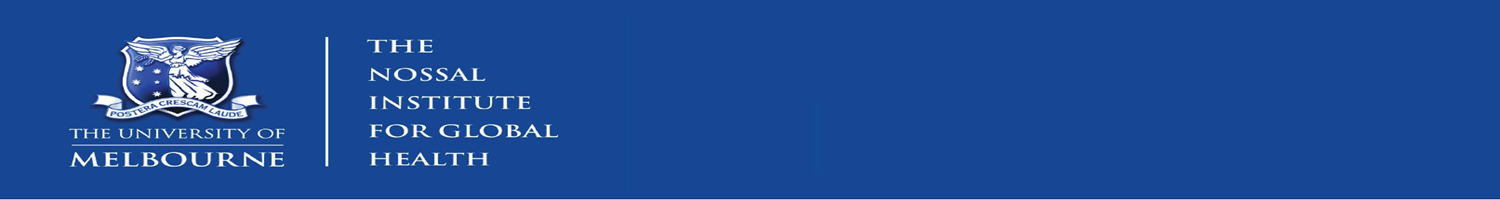 POSTERA CRESCAM LAUDE
THE UNIVERSITY OF
MELBOURNE
THE
NOSSAL
INSTITUTE
FOR GLOBAL
HEALTH